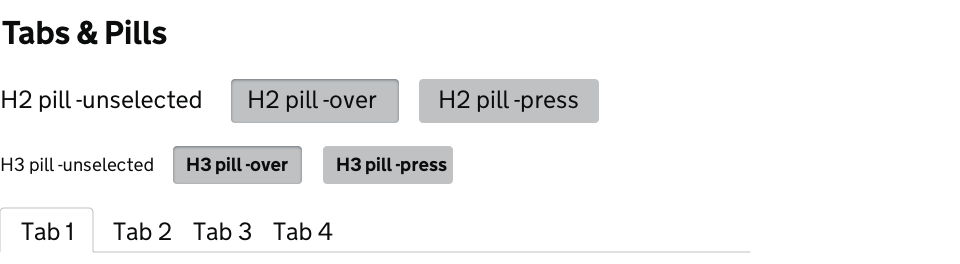 Tabs & Pills
H2 pill -unselected H2 pill -over H2 pill -press
H3 pill -unselected H3 pill -over H3 pill -press
Tab 1 Tab 2 Tab 3 Tab 4